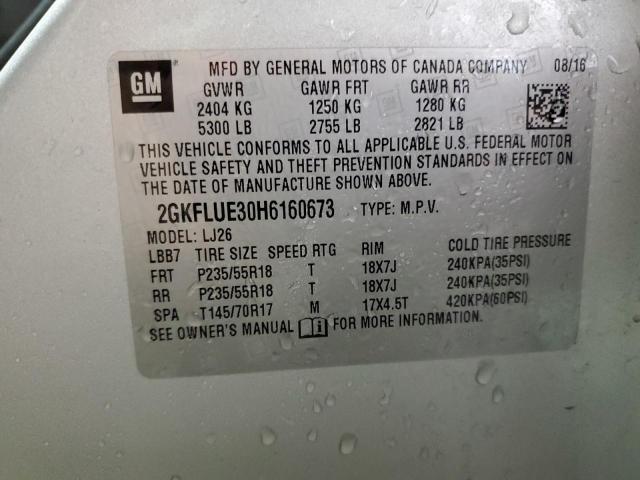 GM
MFD BY GENERAL MOTORS OF CANADA COMPANY 08/16
GVWR GAWR FRT GAWR RR
2404 KG 1250 KG 1280 KG
5300 LB 2755 LB 2821 LB
THIS VEHICLE CONFORMS TO ALL APPLICABLE U.S. FEDERAL MOTOR
VEHICLE SAFETY AND THEFT PREVENTION STANDARDS IN EFFECT ON
THE DATE OF MANUFACTURE SHOWN ABOVE.
2GKFLUE30H6160673 TYPE: M.P.V.
MODEL: LJ26
LBB7 TIRE SIZE SPEED RTG RIM COLD TIRE PRESSURE
FRT P235/55R18 T 18X7J 240KPA(35PSI)
RR P235/55R18 T 18X7J 240KPA(35PSI)
SPA T145/70R17 M 17X4.5T 420KPA(60PSI)
SEE OWNER'S MANUAL FOR MORE INFORMATION.